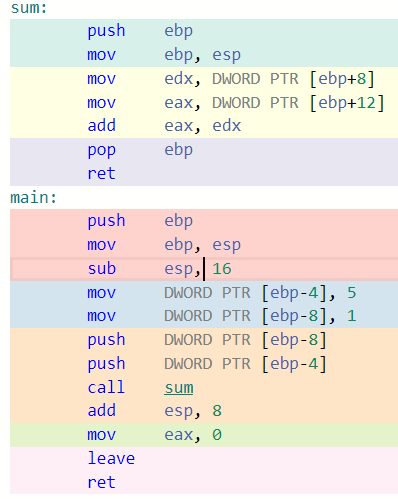 sum:
push ebp
mov ebp, esp
mov edx, DWORD PTR [ebp+8]
mov eax, DWORD PTR [ebp+12]
add eax, edx
pop ebp
ret
main:
push ebp
mov ebp, esp
sub esp, 16
mov DWORD PTR [ebp-4], 5
mov DWORD PTR [ebp-8], 1
push DWORD PTR [ebp-8]
push DWORD PTR [ebp-4]
call sum
add esp, 8
mov eax, 0
leave
ret